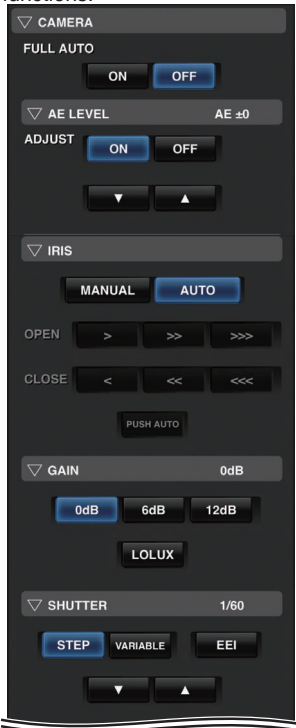 functions.
▽ CAMERA
FULL AUTO
ON OFF
▽ AE LEVEL AE ±0
ADJUST ON OFF
▼ ▲
▽ IRIS
MANUAL AUTO
OPEN > >> >>>
CLOSE < << <<<
PUSH AUTO
▽ GAIN 0dB
0dB 6dB 12dB
LOLUX
▽ SHUTTER 1/60
STEP VARIABLE EEI
▼ ▲